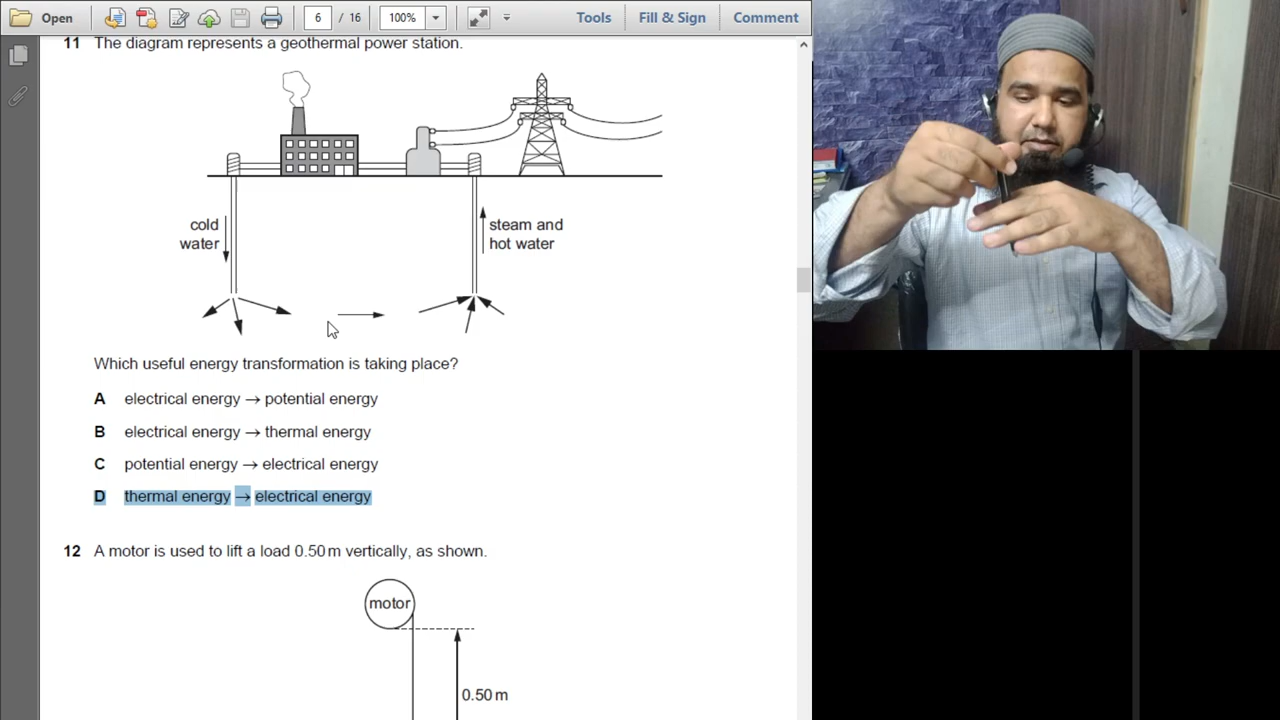 Open
6 / 16
100%
Tools
Fill & Sign
Comment
11 The diagram represents a geothermal power station.
cold
water
steam and
hot water
Which useful energy transformation is taking place?
A electrical energy → potential energy
B electrical energy → thermal energy
C potential energy → electrical energy
D thermal energy → electrical energy
12 A motor is used to lift a load 0.50 m vertically, as shown.
motor
0.50 m